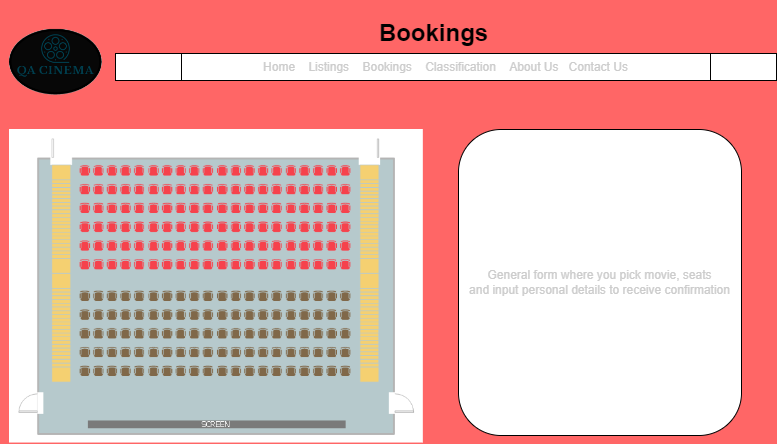 Bookings
QA CINEMA
Home Listings Bookings Classification About Us Contact Us
General form where you pick movie, seats
and input personal details to receive confirmation
SCREEN